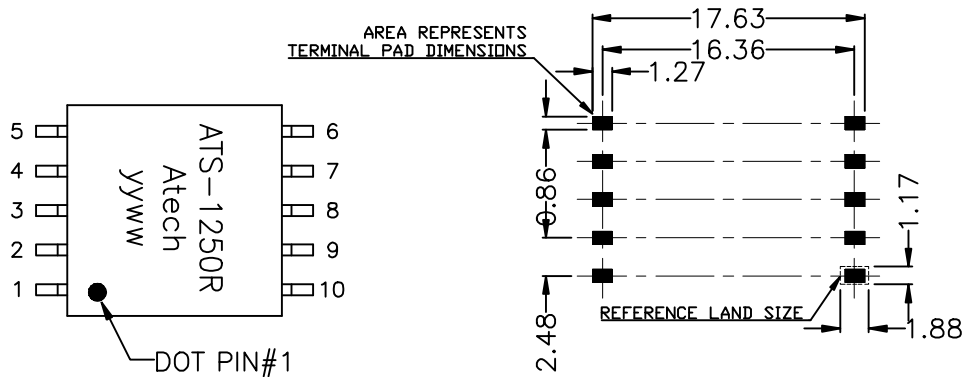 AREA REPRESENTS
TERMINAL PAD DIMENSIONS
17.63
16.36
1.27
5
4
3
2
1
6
7
8
9
10
ATS-1250R
Atech
yyww
DOT PIN#1
0.86
2.48
1.17
1.88
REFERENCE LAND SIZE